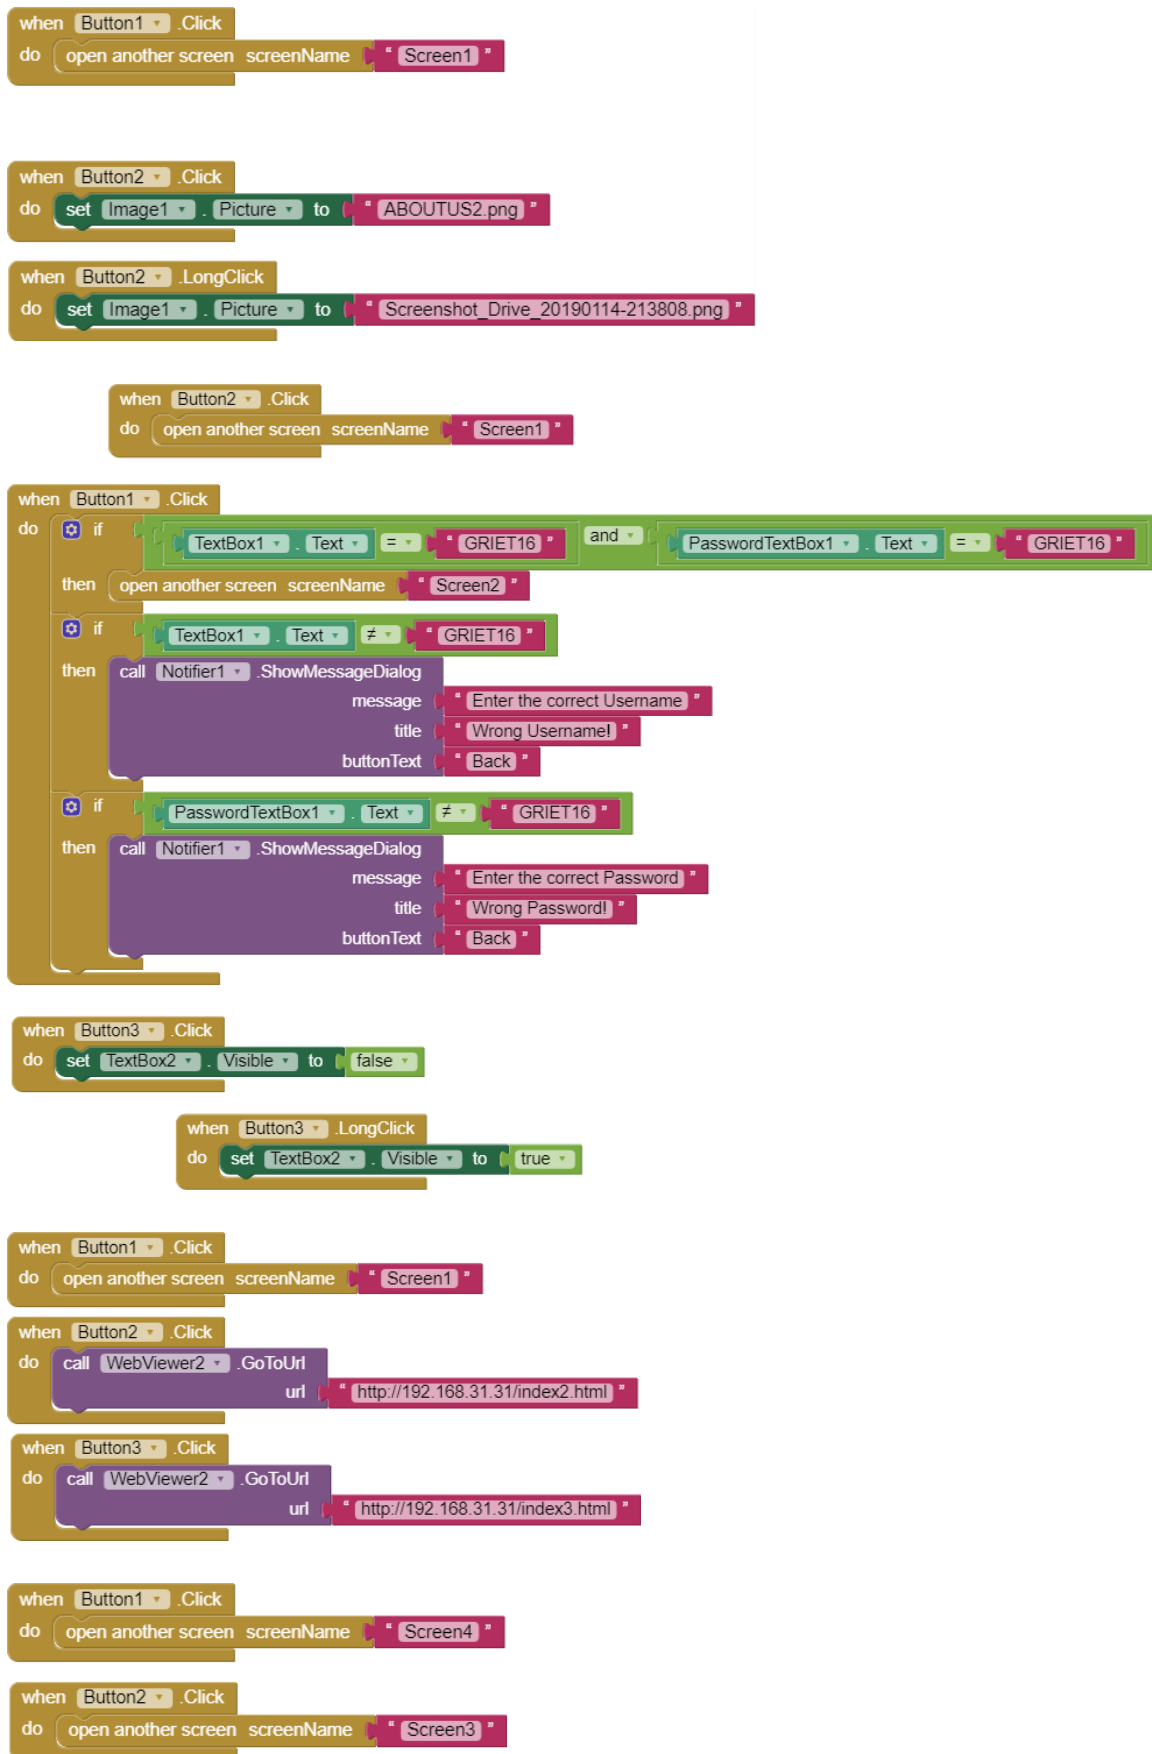 when Button1 .Click
do open another screen screenName " Screen1 "
when Button2 .Click
do set Image1 . Picture to " ABOUTUS2.png "
when Button2 .LongClick
do set Image1 . Picture to " Screenshot_Drive_20190114-213808.png "
when Button2 .Click
do open another screen screenName " Screen1 "
when Button1 .Click
do if TextBox1 . Text = " GRIET16 " and PasswordTextBox1 . Text = " GRIET16 "
then open another screen screenName " Screen2 "
if TextBox1 . Text ≠ " GRIET16 "
then call Notifier1 .ShowMessageDialog
message " Enter the correct Username "
title " Wrong Username! "
buttonText " Back "
if PasswordTextBox1 . Text ≠ " GRIET16 "
then call Notifier1 .ShowMessageDialog
message " Enter the correct Password "
title " Wrong Password! "
buttonText " Back "
when Button3 .Click
do set TextBox2 . Visible to false
when Button3 .LongClick
do set TextBox2 . Visible to true
when Button1 .Click
do open another screen screenName " Screen1 "
when Button2 .Click
do call WebViewer2 .GoToUrl
url " http://192.168.31.31/index2.html "
when Button3 .Click
do call WebViewer2 .GoToUrl
url " http://192.168.31.31/index3.html "
when Button1 .Click
do open another screen screenName " Screen4 "
when Button2 .Click
do open another screen screenName " Screen3 "